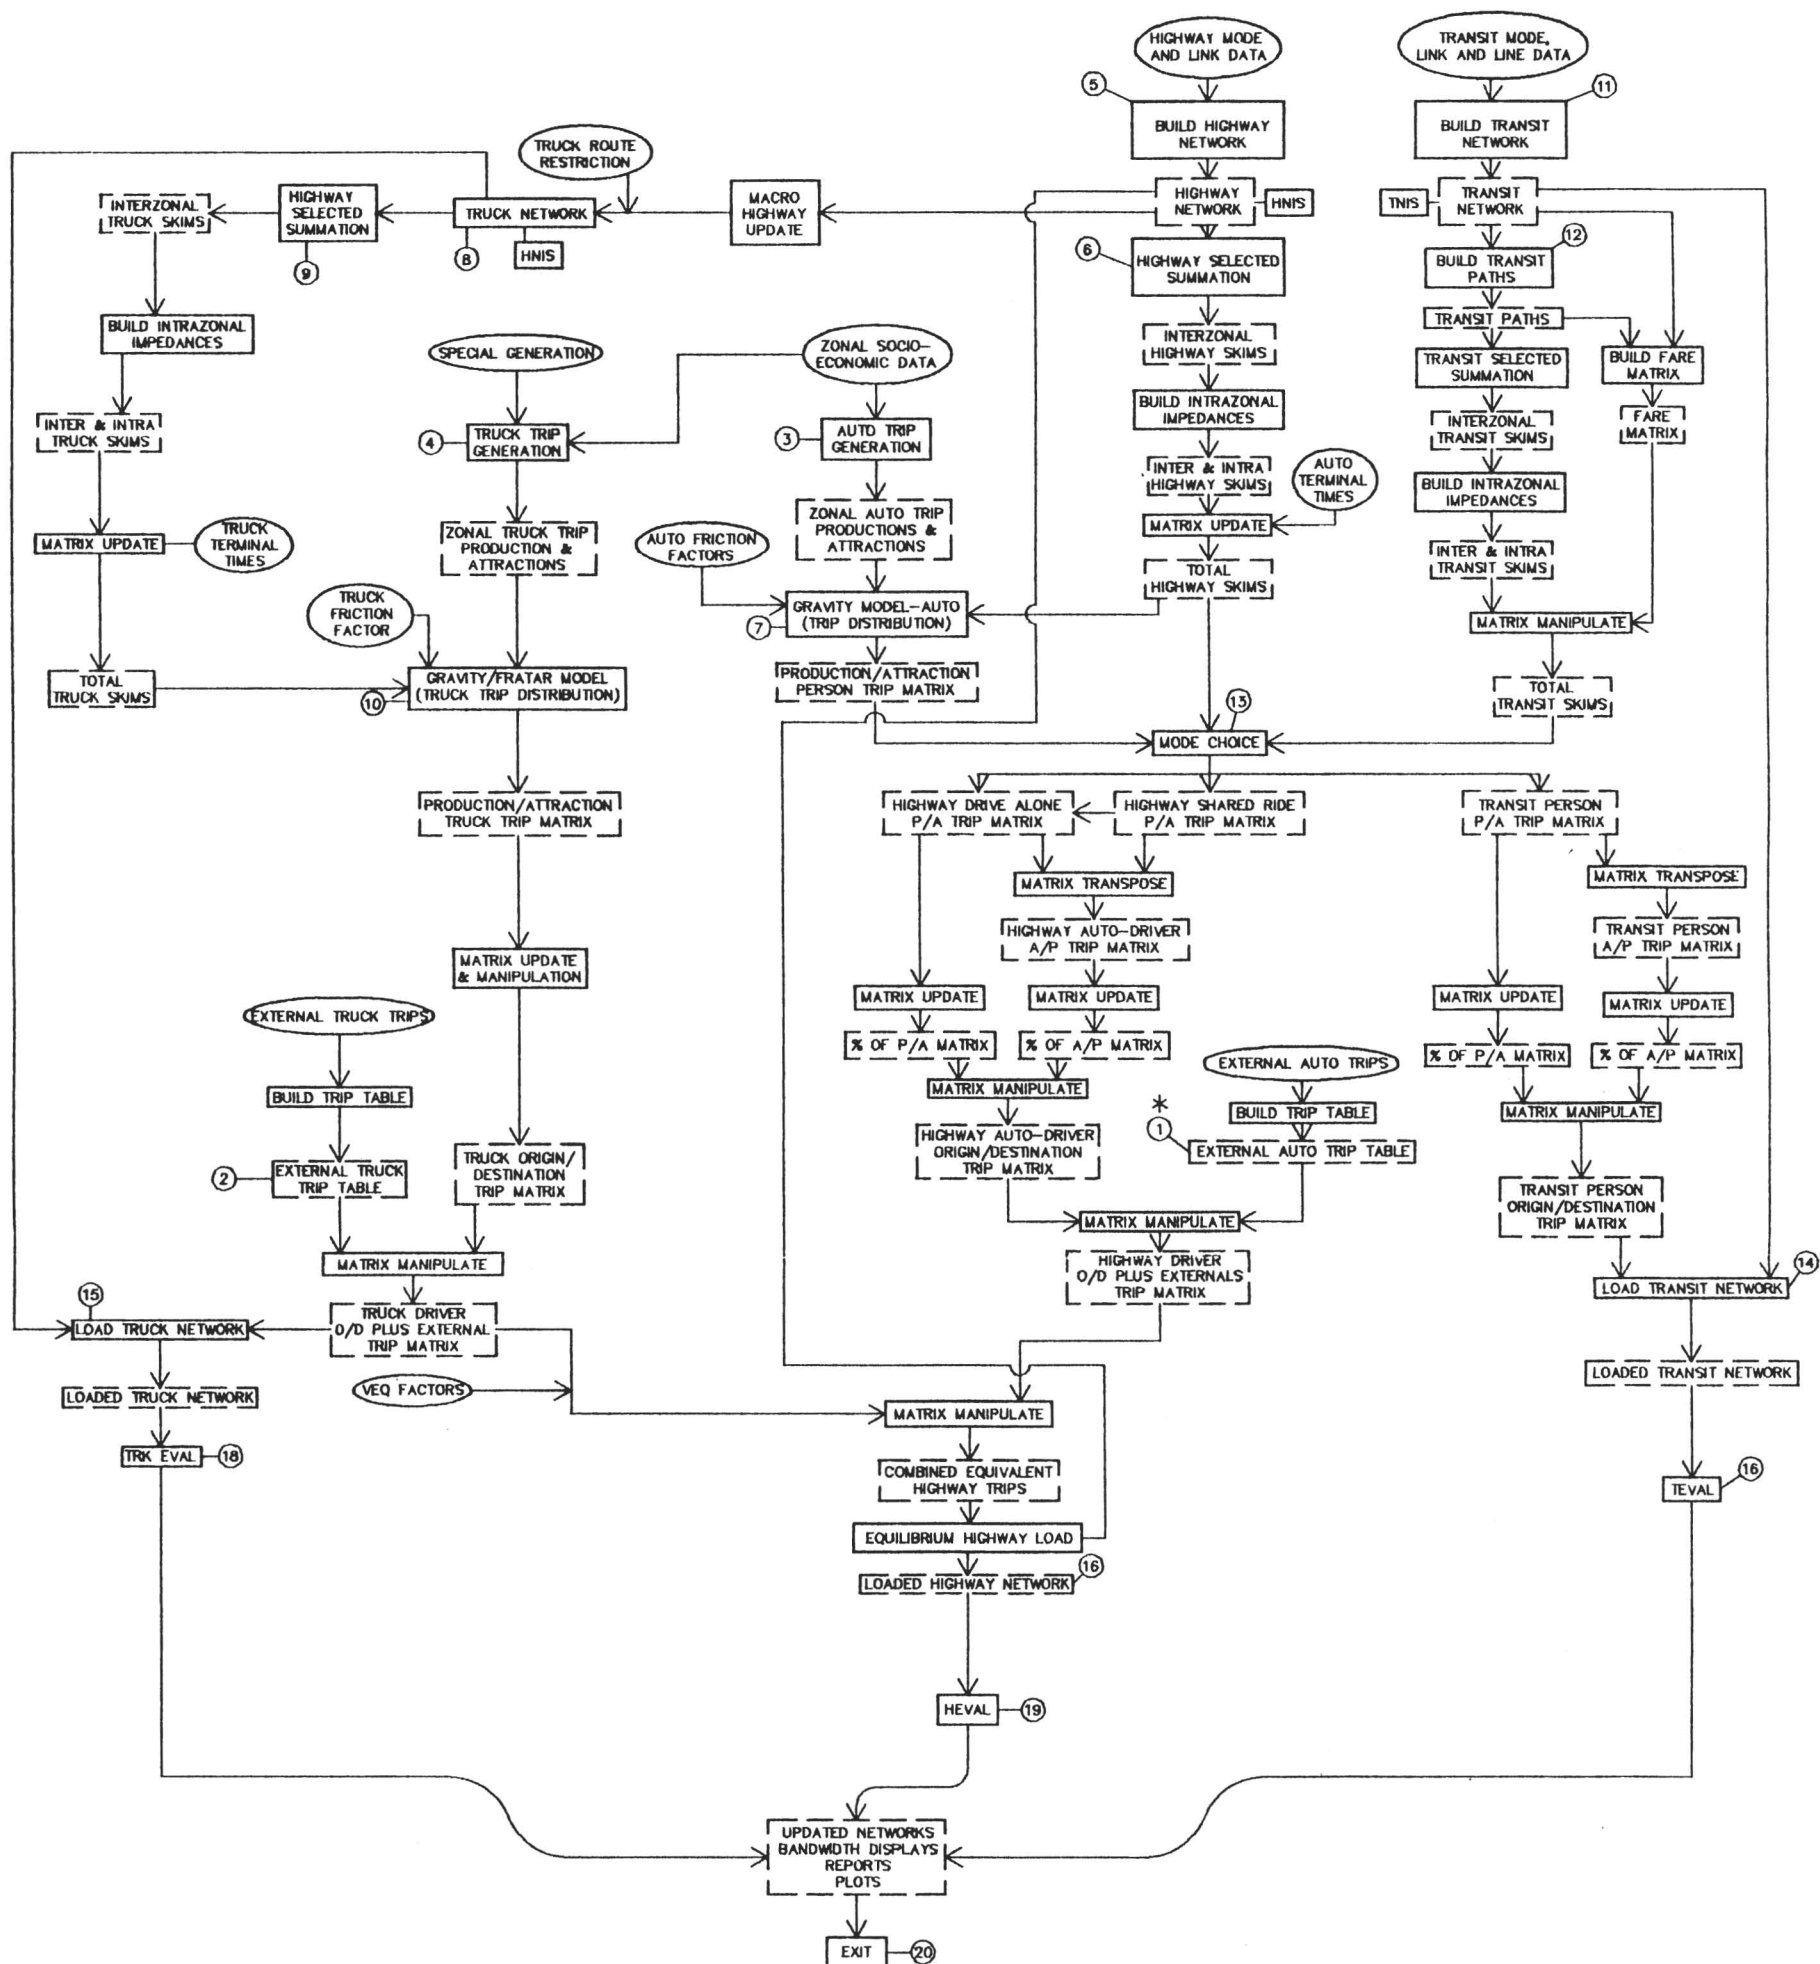 HIGHWAY MODE
AND LINK DATA
TRANSIT MODE,
LINK AND LINE DATA
5
11
BUILD HIGHWAY
NETWORK
BUILD TRANSIT
NETWORK
TRUCK ROUTE
RESTRICTION
INTERZONAL
TRUCK SKIMS
HIGHWAY
SELECTED
SUMMATION
TRUCK NETWORK
MACRO
HIGHWAY
UPDATE
HIGHWAY
NETWORK
HNIS
TNIS
TRANSIT
NETWORK
9
8
HNIS
6
HIGHWAY SELECTED
SUMMATION
12
BUILD TRANSIT
PATHS
BUILD INTRAZONAL
IMPEDANCES
SPECIAL GENERATION
ZONAL SOCIO-
ECONOMIC DATA
INTERZONAL
HIGHWAY SKIMS
TRANSIT PATHS
TRANSIT SELECTED
SUMMATION
BUILD FARE
MATRIX
INTER & INTRA
TRUCK SKIMS
4
TRUCK TRIP
GENERATION
3
AUTO TRIP
GENERATION
BUILD INTRAZONAL
IMPEDANCES
INTERZONAL
TRANSIT SKIMS
FARE
MATRIX
INTER & INTRA
HIGHWAY SKIMS
AUTO
TERMINAL
TIMES
BUILD INTRAZONAL
IMPEDANCES
MATRIX UPDATE
TRUCK
TERMINAL
TIMES
ZONAL TRUCK TRIP
PRODUCTION &
ATTRACTIONS
AUTO FRICTION
FACTORS
ZONAL AUTO TRIP
PRODUCTIONS &
ATTRACTIONS
MATRIX UPDATE
INTER & INTRA
TRANSIT SKIMS
TOTAL
HIGHWAY SKIMS
TRUCK
FRICTION
FACTOR
7
GRAVITY MODEL-AUTO
(TRIP DISTRIBUTION)
MATRIX MANIPULATE
TOTAL
TRUCK SKIMS
10
GRAVITY/FRATAR MODEL
(TRUCK TRIP DISTRIBUTION)
PRODUCTION/ATTRACTION
PERSON TRIP MATRIX
TOTAL
TRANSIT SKIMS
13
MODE CHOICE
PRODUCTION/ATTRACTION
TRUCK TRIP MATRIX
HIGHWAY DRIVE ALONE
P/A TRIP MATRIX
HIGHWAY SHARED RIDE
P/A TRIP MATRIX
TRANSIT PERSON
P/A TRIP MATRIX
MATRIX TRANSPOSE
MATRIX TRANSPOSE
HIGHWAY AUTO-DRIVER
A/P TRIP MATRIX
TRANSIT PERSON
A/P TRIP MATRIX
MATRIX UPDATE
& MANIPULATION
MATRIX UPDATE
MATRIX UPDATE
MATRIX UPDATE
MATRIX UPDATE
EXTERNAL TRUCK TRIPS
% OF P/A MATRIX
% OF A/P MATRIX
EXTERNAL AUTO TRIPS
% OF P/A MATRIX
% OF A/P MATRIX
BUILD TRIP TABLE
MATRIX MANIPULATE
*
1
BUILD TRIP TABLE
MATRIX MANIPULATE
2
EXTERNAL TRUCK
TRIP TABLE
TRUCK ORIGIN/
DESTINATION
TRIP MATRIX
HIGHWAY AUTO-DRIVER
ORIGIN/DESTINATION
TRIP MATRIX
EXTERNAL AUTO TRIP TABLE
TRANSIT PERSON
ORIGIN/DESTINATION
TRIP MATRIX
MATRIX MANIPULATE
MATRIX MANIPULATE
HIGHWAY DRIVER
O/D PLUS EXTERNALS
TRIP MATRIX
14
LOAD TRANSIT NETWORK
15
LOAD TRUCK NETWORK
TRUCK DRIVER
O/D PLUS EXTERNAL
TRIP MATRIX
LOADED TRUCK NETWORK
VEQ FACTORS
MATRIX MANIPULATE
LOADED TRANSIT NETWORK
TRK EVAL
18
COMBINED EQUIVALENT
HIGHWAY TRIPS
TEVAL
16
EQUILIBRIUM HIGHWAY LOAD
LOADED HIGHWAY NETWORK
16
HEVAL
19
UPDATED NETWORKS
BANDWIDTH DISPLAYS
REPORTS
PLOTS
EXIT
20